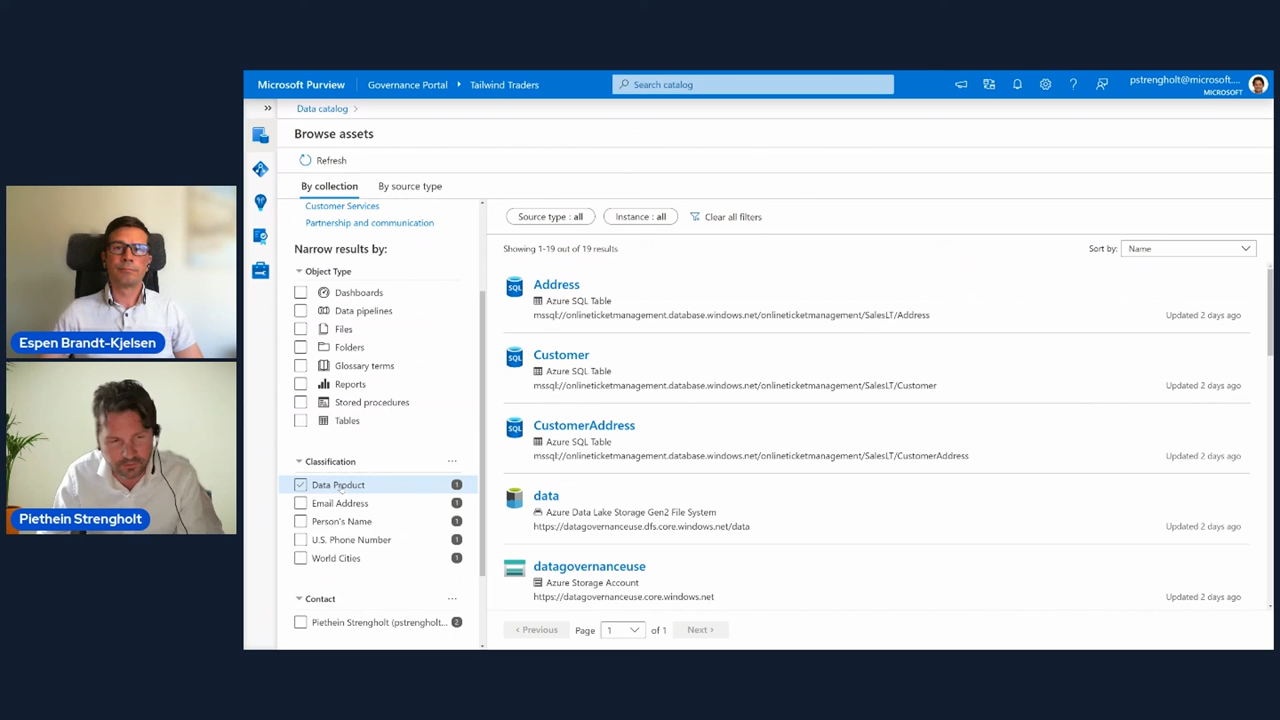 Microsoft Purview
Governance Portal
Tailwind Traders
Search catalog
pstrengholt@microsoft....
MICROSOFT
Data catalog
Browse assets
Refresh
By collection
By source type
Customer Services
Partnership and communication
Narrow results by:
Object Type
Dashboards
Data pipelines
Files
Folders
Glossary terms
Reports
Stored procedures
Tables
Classification
Data Product 1
Email Address 1
Person's Name 1
U.S. Phone Number 1
World Cities 1
Contact
Piethein Strengholt (pstrengholt... 2
Source type : all
Instance : all
Clear all filters
Showing 1-19 out of 19 results
Sort by:
Name
Address
Azure SQL Table
mssql://onlineticketmanagement.database.windows.net/onlineticketmanagement/SalesLT/Address
Updated 2 days ago
Customer
Azure SQL Table
mssql://onlineticketmanagement.database.windows.net/onlineticketmanagement/SalesLT/Customer
Updated 2 days ago
CustomerAddress
Azure SQL Table
mssql://onlineticketmanagement.database.windows.net/onlineticketmanagement/SalesLT/CustomerAddress
Updated 2 days ago
data
Azure Data Lake Storage Gen2 File System
https://datagovernanceuse.dfs.core.windows.net/data
Updated 2 days ago
datagovernanceuse
Azure Storage Account
https://datagovernanceuse.core.windows.net
Updated 2 days ago
< Previous
Page
1
of 1
Next >
Espen Brandt-Kjelsen
Piethein Strengholt
SQL
SQL
SQL